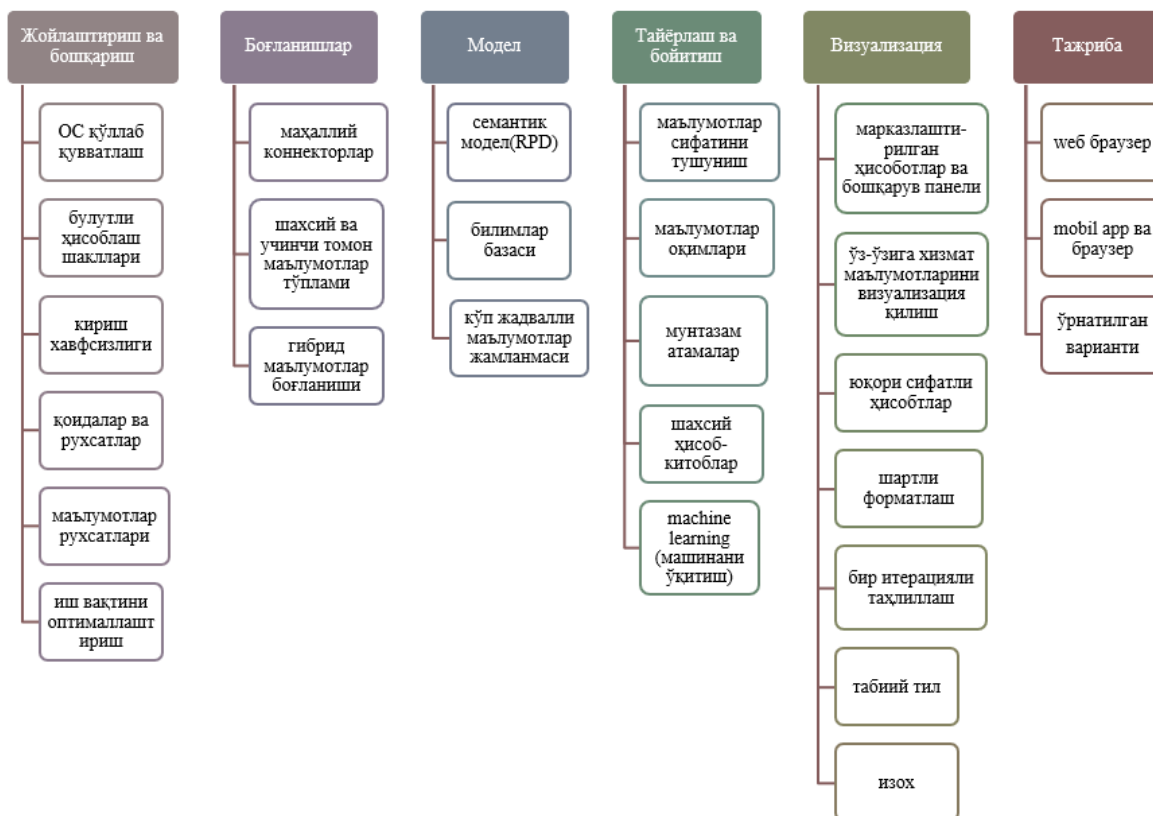 Жойлаштириш ва
бошқариш
ОС қўллаб
қувватлаш
булутли
ҳисоблаш
шакллари
кириш
хавфсизлиги
қоидалар ва
рухсатлар
маълумотлар
рухсатлари
иш вақтини
оптималлашт
ириш
Боғланишлар
маҳаллий
коннекторлар
шахсий ва
учинчи томон
маълумотлар
тўплами
гибрид
маълумотлар
боғланиши
Модел
семантик
модел(RPD)
билимлар
базаси
кўп жадвалли
маълумотлар
жамланмаси
Тайёрлаш ва
бойитиш
маълумотлар
сифатини
тушуниш
маълумотлар
оқимлари
мунтазам
атамалар
шахсий
ҳисоб-
китоблар
machine
learning
(машинани
ўқитиш)
Визуализация
марказлашти-
рилган
ҳисоботлар ва
бошқарув панели
ўз-ўзига хизмат
маълумотларини
визуализация
қилиш
юқори сифатли
ҳисобтлар
шартли
форматлаш
бир итерацияли
таҳлиллаш
табиий тил
изох
Тажриба
wеб браузер
mobil app ва
браузер
ўрнатилган
варианти